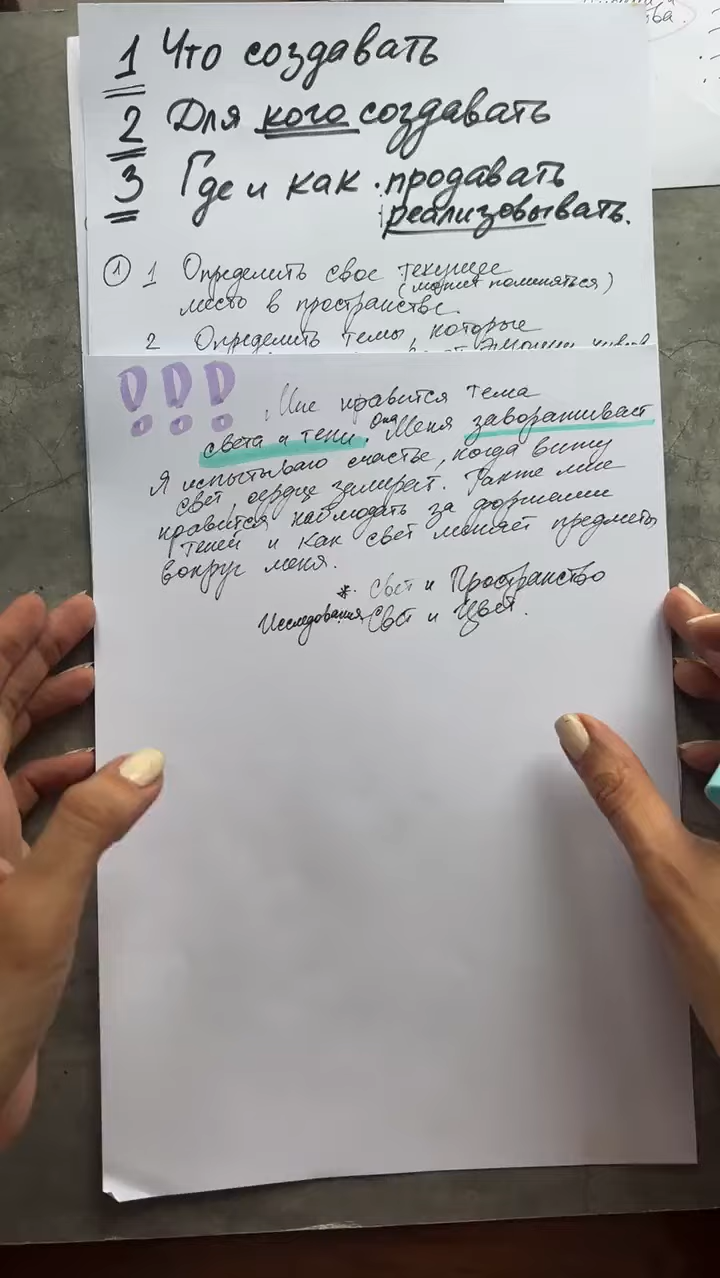 ства.
1 Что создавать
2 Для кого создавать
3 Где и как • продавать
реализовывать.
① 1 Определить свое текущее
(может поменяться)
место в пространстве.
2 Определить темы, которые
!!! Мне нравится тема
света и тени. Она Меня завораживает
Я испытываю счастье, когда вижу
свет, сердце замирает. Также мне
нравится наблюдать за формами
теней и как свет меняет предметы
вокруг меня.
* Свет и Пространство
Исследования Свет и Цвет.